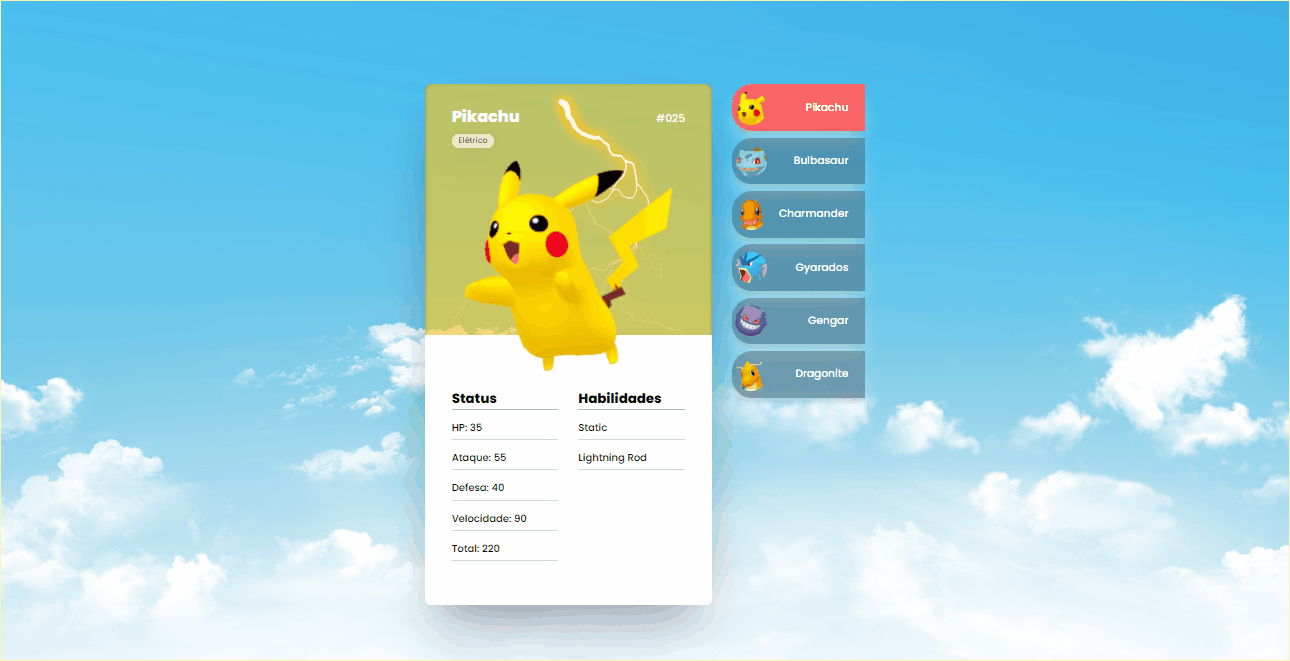 Pikachu
#025
Elétrico
Status
HP: 35
Ataque: 55
Defesa: 40
Velocidade: 90
Total: 220
Habilidades
Static
Lightning Rod
Pikachu
Bulbasaur
Charmander
Gyarados
Gengar
Dragonite